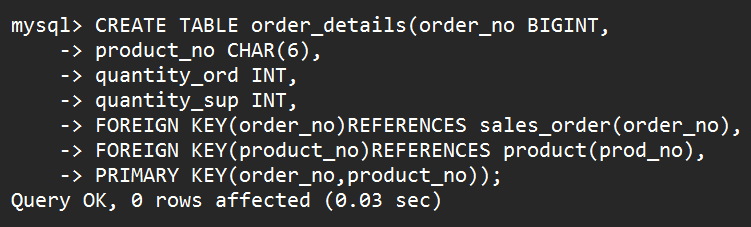 mysql> CREATE TABLE order_details(order_no BIGINT,
    -> product_no CHAR(6),
    -> quantity_ord INT,
    -> quantity_sup INT,
    -> FOREIGN KEY(order_no)REFERENCES sales_order(order_no),
    -> FOREIGN KEY(product_no)REFERENCES product(prod_no),
    -> PRIMARY KEY(order_no,product_no));
Query OK, 0 rows affected (0.03 sec)